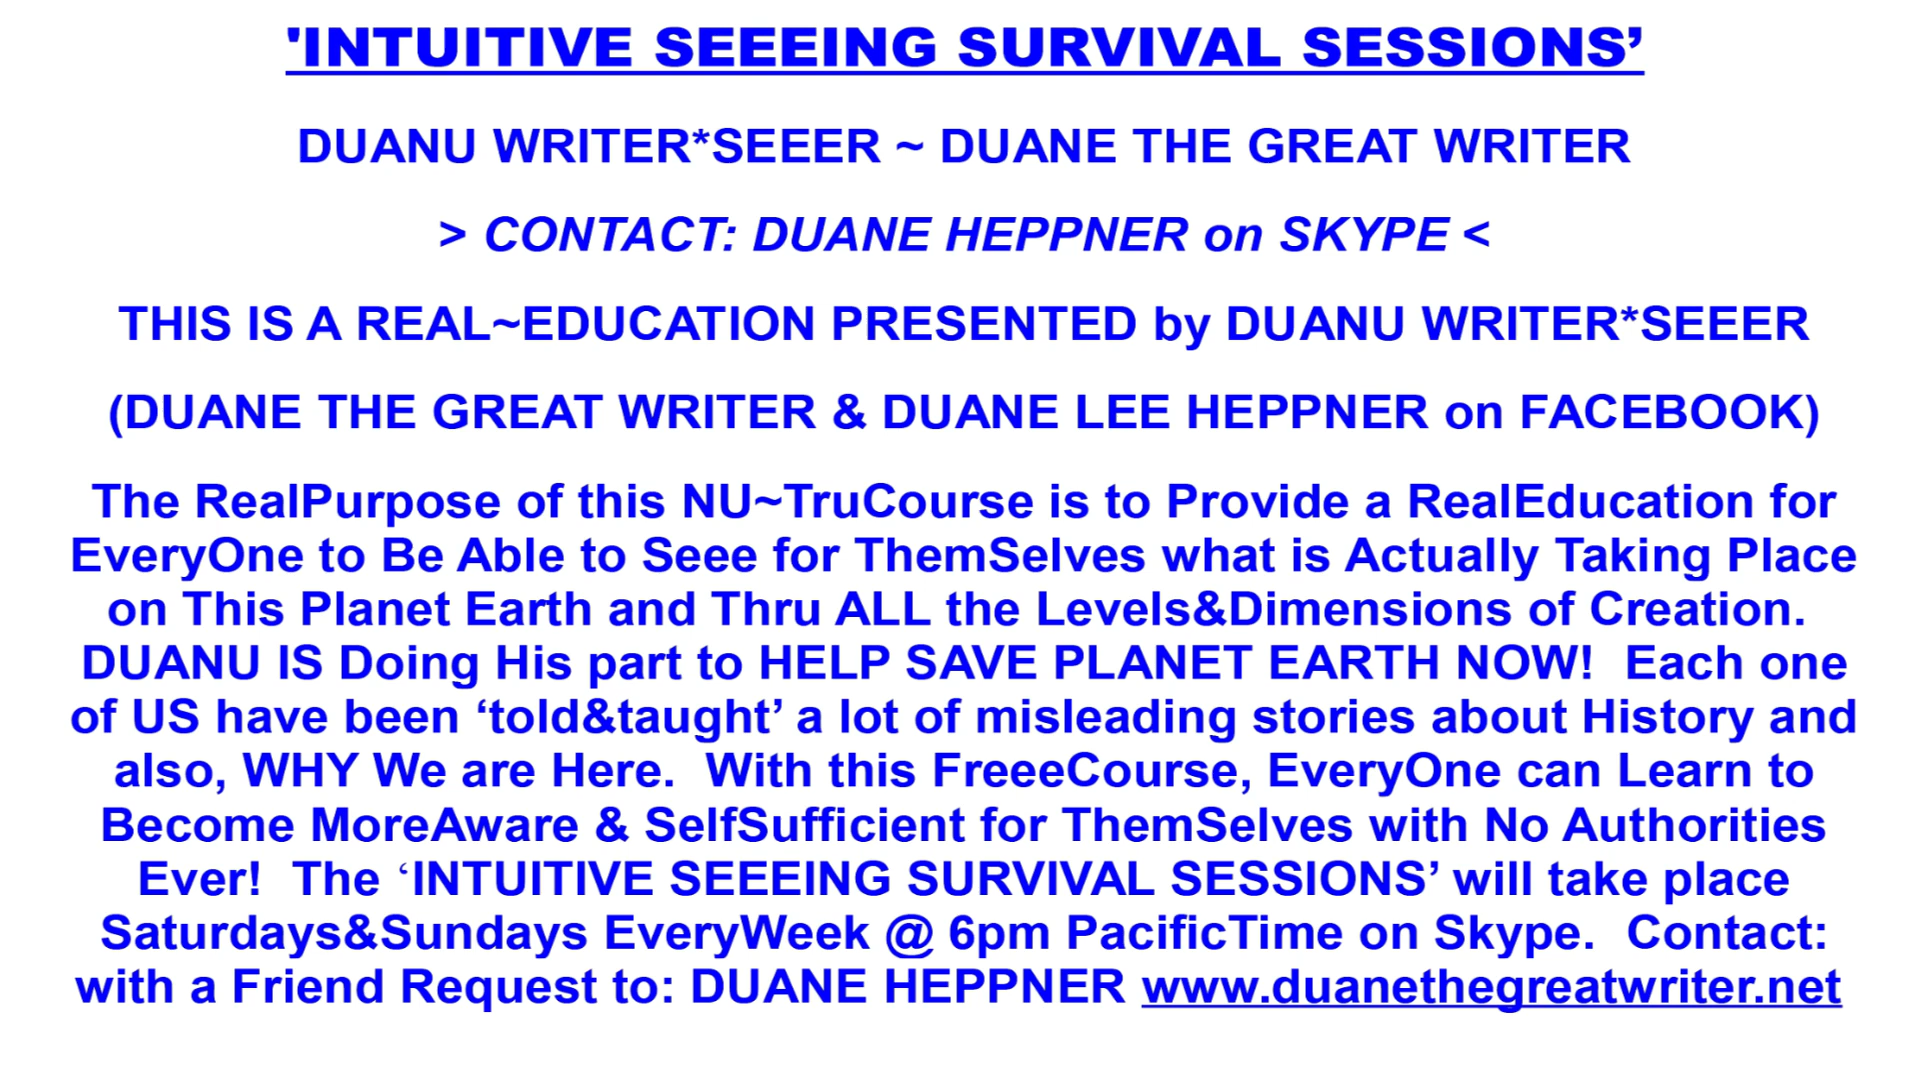 'INTUITIVE SEEEING SURVIVAL SESSIONS’
DUANU WRITER*SEEER ~ DUANE THE GREAT WRITER
> CONTACT: DUANE HEPPNER on SKYPE <
THIS IS A REAL~EDUCATION PRESENTED by DUANU WRITER*SEEER
(DUANE THE GREAT WRITER & DUANE LEE HEPPNER on FACEBOOK)
The RealPurpose of this NU~TruCourse is to Provide a RealEducation for
EveryOne to Be Able to Seee for ThemSelves what is Actually Taking Place
on This Planet Earth and Thru ALL the Levels&Dimensions of Creation.
DUANU IS Doing His part to HELP SAVE PLANET EARTH NOW!  Each one
of US have been ‘told&taught’ a lot of misleading stories about History and
also, WHY We are Here.  With this FreeeCourse, EveryOne can Learn to
Become MoreAware & SelfSufficient for ThemSelves with No Authorities
Ever!  The ‘INTUITIVE SEEEING SURVIVAL SESSIONS’ will take place
Saturdays&Sundays EveryWeek @ 6pm PacificTime on Skype.  Contact:
with a Friend Request to: DUANE HEPPNER www.duanethegreatwriter.net